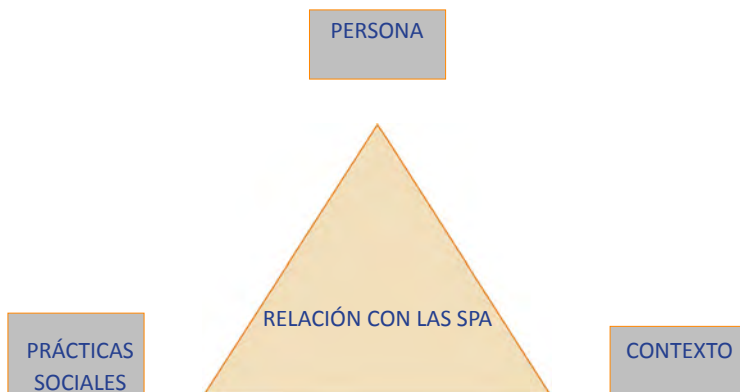 PERSONA
RELACIÓN CON LAS SPA
PRÁCTICAS
SOCIALES
CONTEXTO